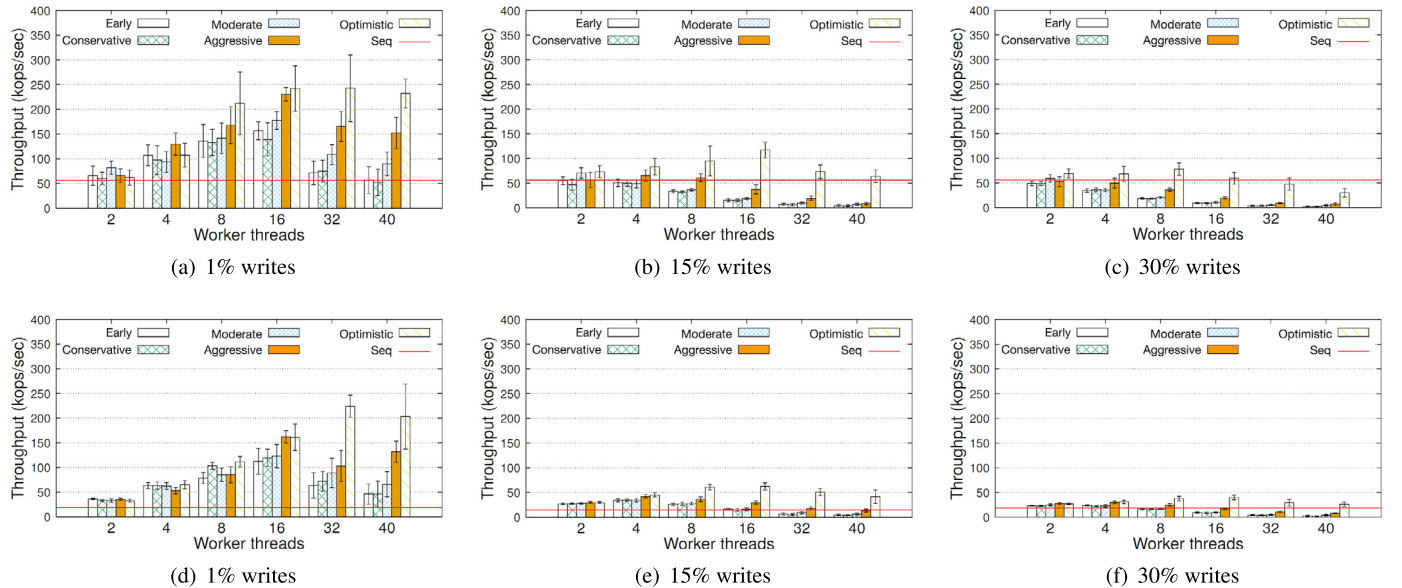 Throughput (kops/sec)
400
350
300
250
200
150
100
50
0
Early
Conservative
Moderate
Aggressive
Optimistic
Seq
2 4 8 16 32 40
Worker threads
(a) 1% writes
Throughput (kops/sec)
400
350
300
250
200
150
100
50
0
Early
Conservative
Moderate
Aggressive
Optimistic
Seq
2 4 8 16 32 40
Worker threads
(b) 15% writes
Throughput (kops/sec)
400
350
300
250
200
150
100
50
0
Early
Conservative
Moderate
Aggressive
Optimistic
Seq
2 4 8 16 32 40
Worker threads
(c) 30% writes
Throughput (kops/sec)
400
350
300
250
200
150
100
50
0
Early
Conservative
Moderate
Aggressive
Optimistic
Seq
2 4 8 16 32 40
Worker threads
(d) 1% writes
Throughput (kops/sec)
400
350
300
250
200
150
100
50
0
Early
Conservative
Moderate
Aggressive
Optimistic
Seq
2 4 8 16 32 40
Worker threads
(e) 15% writes
Throughput (kops/sec)
400
350
300
250
200
150
100
50
0
Early
Conservative
Moderate
Aggressive
Optimistic
Seq
2 4 8 16 32 40
Worker threads
(f) 30% writes